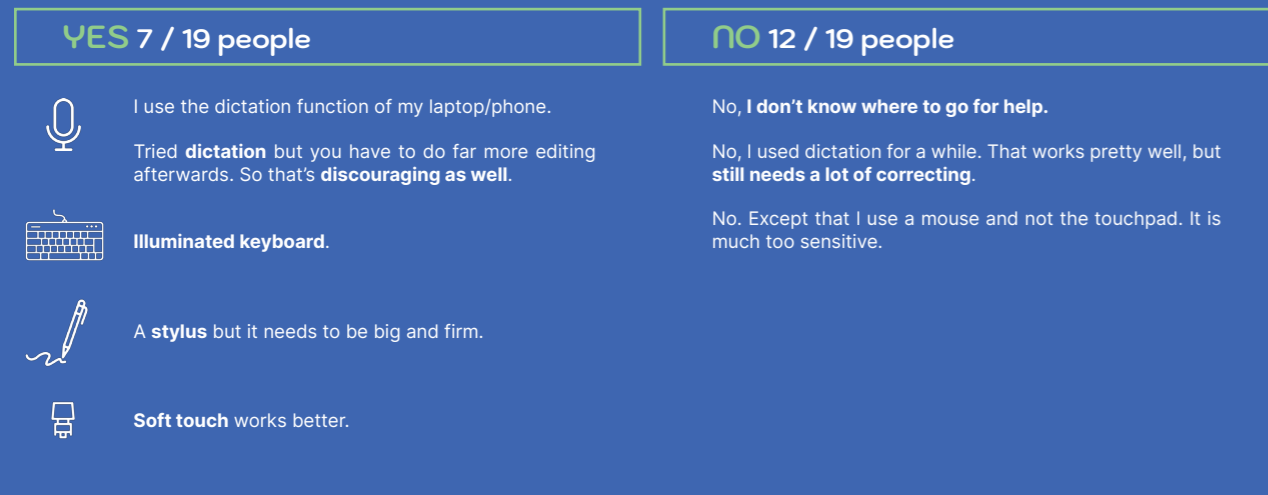 YES 7 / 19 people
I use the dictation function of my laptop/phone.
Tried dictation but you have to do far more editing
afterwards. So that's discouraging as well.
Illuminated keyboard.
A stylus but it needs to be big and firm.
Soft touch works better.
NO 12 / 19 people
No, I don’t know where to go for help.
No, I used dictation for a while. That works pretty well, but
still needs a lot of correcting.
No. Except that I use a mouse and not the touchpad. It is
much too sensitive.